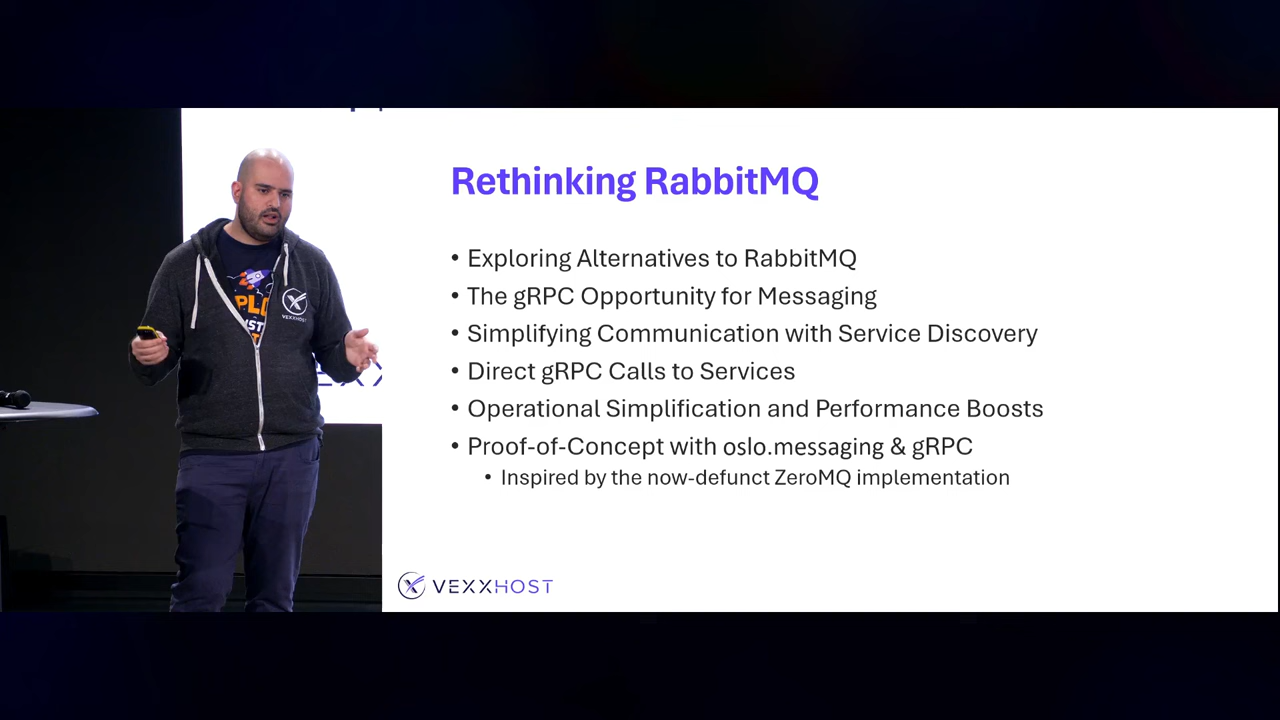 Rethinking RabbitMQ
• Exploring Alternatives to RabbitMQ
• The gRPC Opportunity for Messaging
• Simplifying Communication with Service Discovery
• Direct gRPC Calls to Services
• Operational Simplification and Performance Boosts
• Proof-of-Concept with oslo.messaging & gRPC
• Inspired by the now-defunct ZeroMQ implementation
VEXXHOST
VEXXHOST